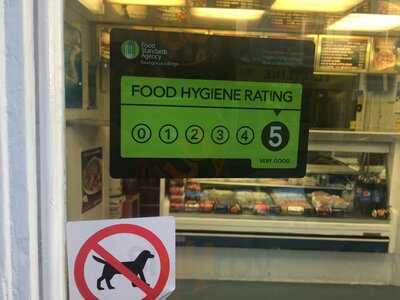 Food
Standards
Agency
FOOD HYGIENE RATING
0 1 2 3 4 5
VERY GOOD